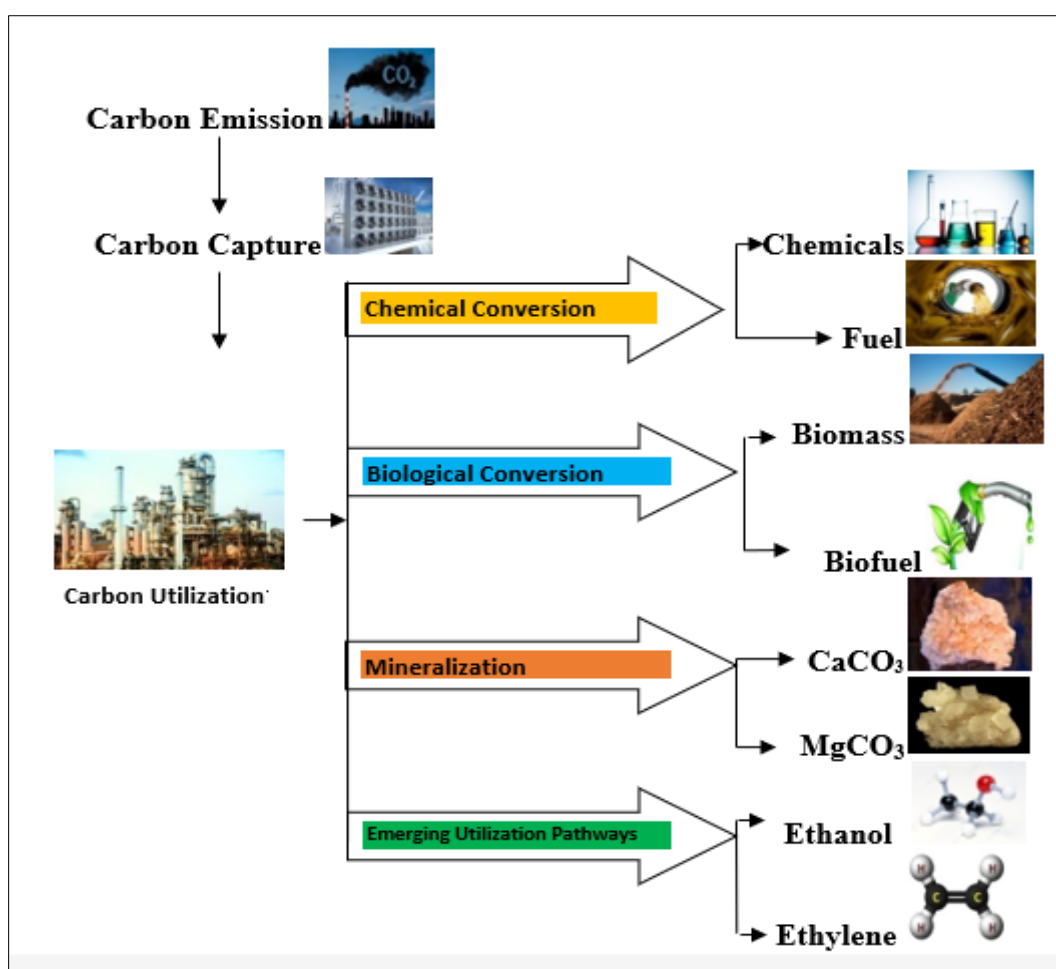 CO₂
Carbon Emission
Carbon Capture
Chemicals
Chemical Conversion
Fuel
Biomass
Biological Conversion
Biofuel
Carbon Utilization
CaCO₃
Mineralization
MgCO₃
Emerging Utilization Pathways
Ethanol
H H
C C
H H
Ethylene